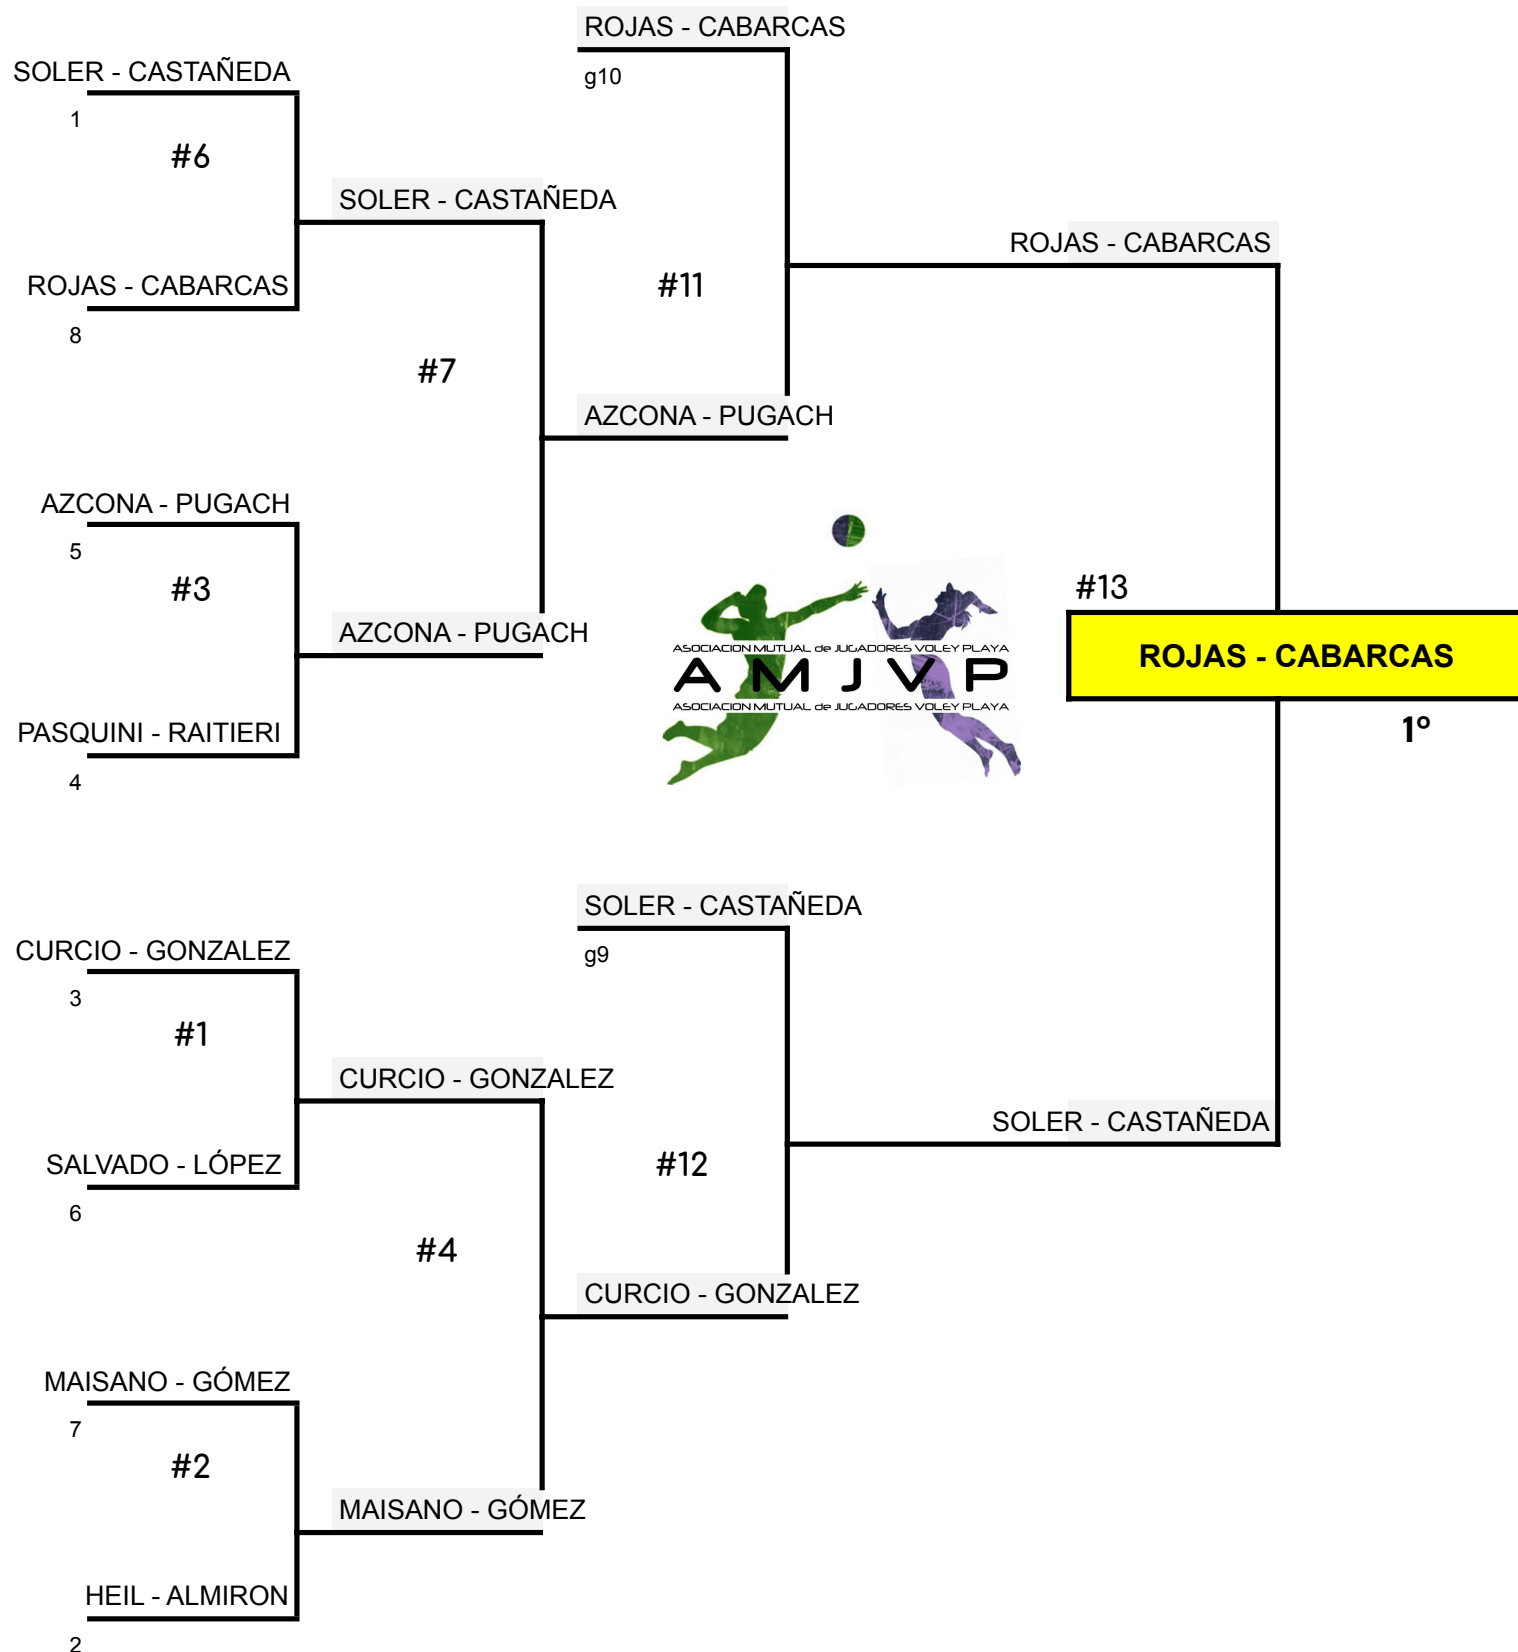 ROJAS - CABARCAS
g10
SOLER - CASTAÑEDA
1
#6
SOLER - CASTAÑEDA
ROJAS - CABARCAS
ROJAS - CABARCAS
8
#11
#7
AZCONA - PUGACH
AZCONA - PUGACH
5
#3
#13
AZCONA - PUGACH
ASOCIACION MUTUAL de JUGADORES VOLEY PLAYA
AMJVP
ASOCIACION MUTUAL de JUGADORES VOLEY PLAYA
ROJAS - CABARCAS
1º
PASQUINI - RAITIERI
4
SOLER - CASTAÑEDA
g9
CURCIO - GONZALEZ
3
#1
CURCIO - GONZALEZ
SOLER - CASTAÑEDA
SALVADO - LÓPEZ
6
#12
#4
CURCIO - GONZALEZ
MAISANO - GÓMEZ
7
#2
MAISANO - GÓMEZ
HEIL - ALMIRON
2